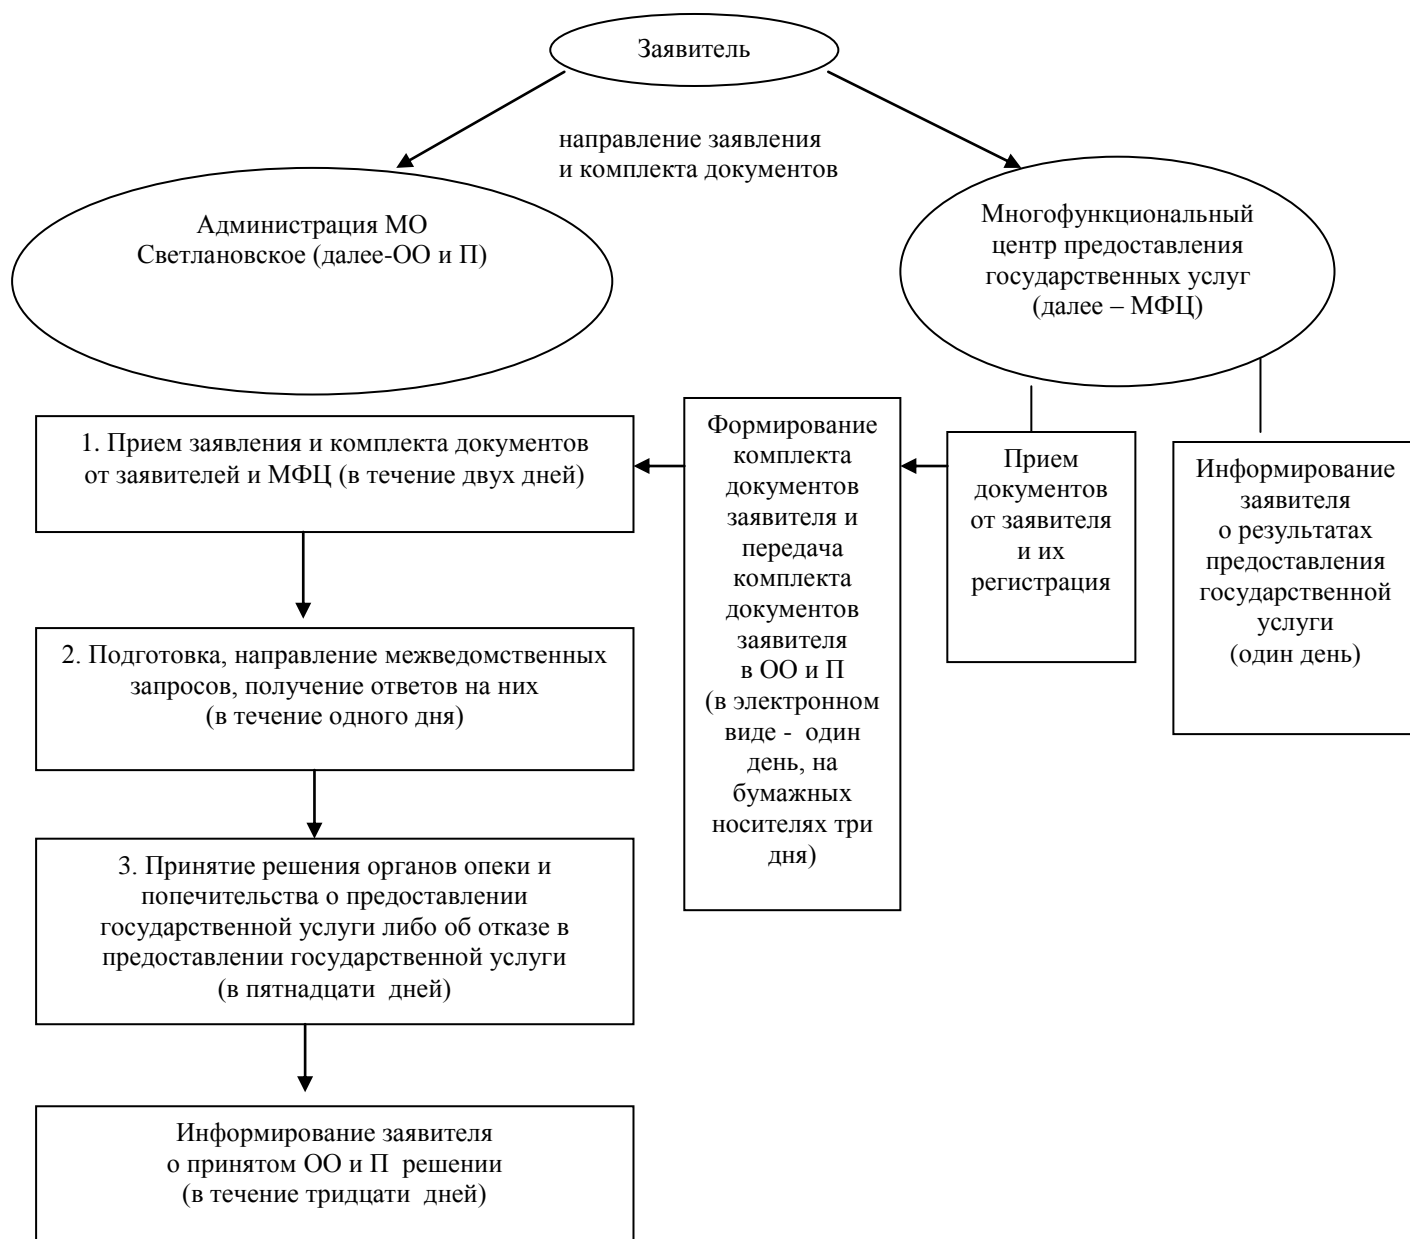 Заявитель
направление заявления
и комплекта документов
Администрация МО
Светлановское (далее-ОО и П)
Многофункциональный
центр предоставления
государственных услуг
(далее – МФЦ)
1. Прием заявления и комплекта документов
от заявителей и МФЦ (в течение двух дней)
Формирование
комплекта
документов
заявителя и
передача
комплекта
документов
заявителя
в ОО и П
(в электронном
виде -  один
день, на
бумажных
носителях три
дня)
Прием
документов
от заявителя
и их
регистрация
Информирование
заявителя
о результатах
предоставления
государственной
услуги
(один день)
2. Подготовка, направление межведомственных
запросов, получение ответов на них
(в течение одного дня)
3. Принятие решения органов опеки и
попечительства о предоставлении
государственной услуги либо об отказе в
предоставлении государственной услуги
(в пятнадцати  дней)
Информирование заявителя
о принятом ОО и П  решении
(в течение тридцати  дней)